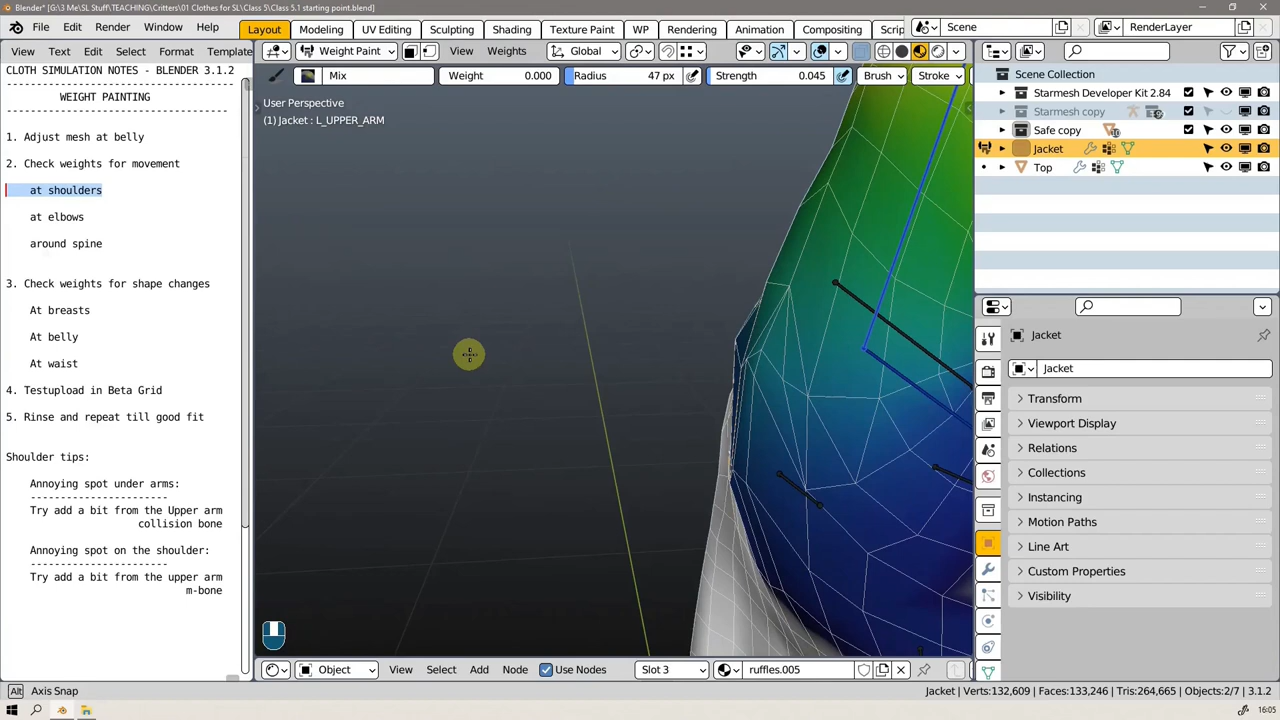 Blender* [G:\3 Me\SL Stuff\TEACHING\Critters\01 Clothes for SL\Class 5\Class 5.1 starting point.blend]
File Edit Render Window Help Layout Modeling UV Editing Sculpting Shading Texture Paint WP Rendering Animation Compositing Scrip Scene RenderLayer
View Text Edit Select Format Template Weight Paint View Weights Global
CLOTH SIMULATION NOTES - BLENDER 3.1.2
WEIGHT PAINTING
1. Adjust mesh at belly
2. Check weights for movement
at shoulders
at elbows
around spine
3. Check weights for shape changes
At breasts
At belly
At waist
4. Testupload in Beta Grid
5. Rinse and repeat till good fit
Shoulder tips:
Annoying spot under arms:
Try add a bit from the Upper arm
collision bone
Annoying spot on the shoulder:
Try add a bit from the upper arm
m-bone
Mix Weight 0.000 Radius 47 px Strength 0.045 Brush Stroke
User Perspective
(1) Jacket : L_UPPER_ARM
Scene Collection
Starmesh Developer Kit 2.84
Starmesh copy
Safe copy
Jacket
Top
Jacket
Jacket
Transform
Viewport Display
Relations
Collections
Instancing
Motion Paths
Line Art
Custom Properties
Visibility
Object View Select Add Node Use Nodes Slot 3 ruffles.005
Alt Axis Snap Jacket | Verts:132,609 | Faces:133,246 | Tris:264,665 | Objects:2/7 | 3.1.2
16:05